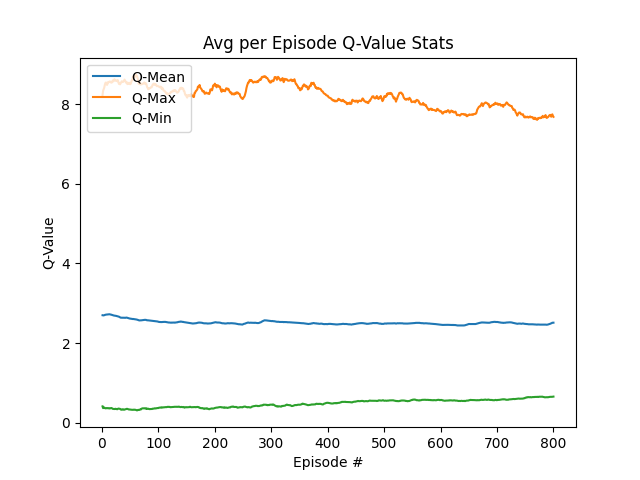 Avg per Episode Q-Value Stats
Q-Mean
Q-Max
Q-Min
Q-Value
8
6
4
2
0
0 100 200 300 400 500 600 700 800
Episode #